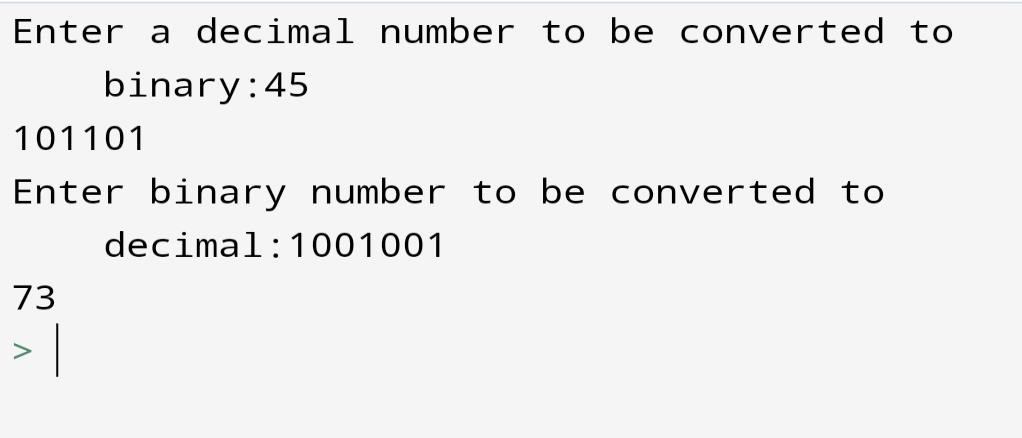 Enter a decimal number to be converted to
binary:45
101101
Enter binary number to be converted to
decimal:1001001
73
>